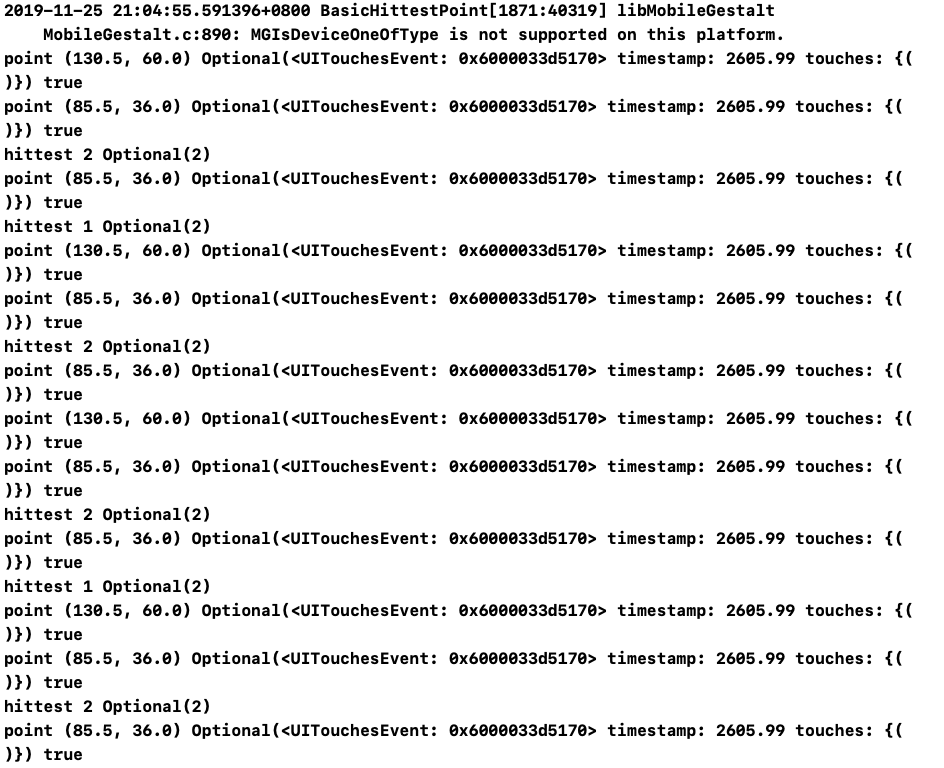 2019-11-25 21:04:55.591396+0800 BasicHittestPoint[1871:40319] libMobileGestalt
MobileGestalt.c:890: MGIsDeviceOneOfType is not supported on this platform.
point (130.5, 60.0) Optional(<UITouchesEvent: 0x6000033d5170> timestamp: 2605.99 touches: {(
)}) true
point (85.5, 36.0) Optional(<UITouchesEvent: 0x6000033d5170> timestamp: 2605.99 touches: {(
)}) true
hittest 2 Optional(2)
point (85.5, 36.0) Optional(<UITouchesEvent: 0x6000033d5170> timestamp: 2605.99 touches: {(
)}) true
hittest 1 Optional(2)
point (130.5, 60.0) Optional(<UITouchesEvent: 0x6000033d5170> timestamp: 2605.99 touches: {(
)}) true
point (85.5, 36.0) Optional(<UITouchesEvent: 0x6000033d5170> timestamp: 2605.99 touches: {(
)}) true
hittest 2 Optional(2)
point (85.5, 36.0) Optional(<UITouchesEvent: 0x6000033d5170> timestamp: 2605.99 touches: {(
)}) true
point (130.5, 60.0) Optional(<UITouchesEvent: 0x6000033d5170> timestamp: 2605.99 touches: {(
)}) true
point (85.5, 36.0) Optional(<UITouchesEvent: 0x6000033d5170> timestamp: 2605.99 touches: {(
)}) true
hittest 2 Optional(2)
point (85.5, 36.0) Optional(<UITouchesEvent: 0x6000033d5170> timestamp: 2605.99 touches: {(
)}) true
hittest 1 Optional(2)
point (130.5, 60.0) Optional(<UITouchesEvent: 0x6000033d5170> timestamp: 2605.99 touches: {(
)}) true
point (85.5, 36.0) Optional(<UITouchesEvent: 0x6000033d5170> timestamp: 2605.99 touches: {(
)}) true
hittest 2 Optional(2)
point (85.5, 36.0) Optional(<UITouchesEvent: 0x6000033d5170> timestamp: 2605.99 touches: {(
)}) true